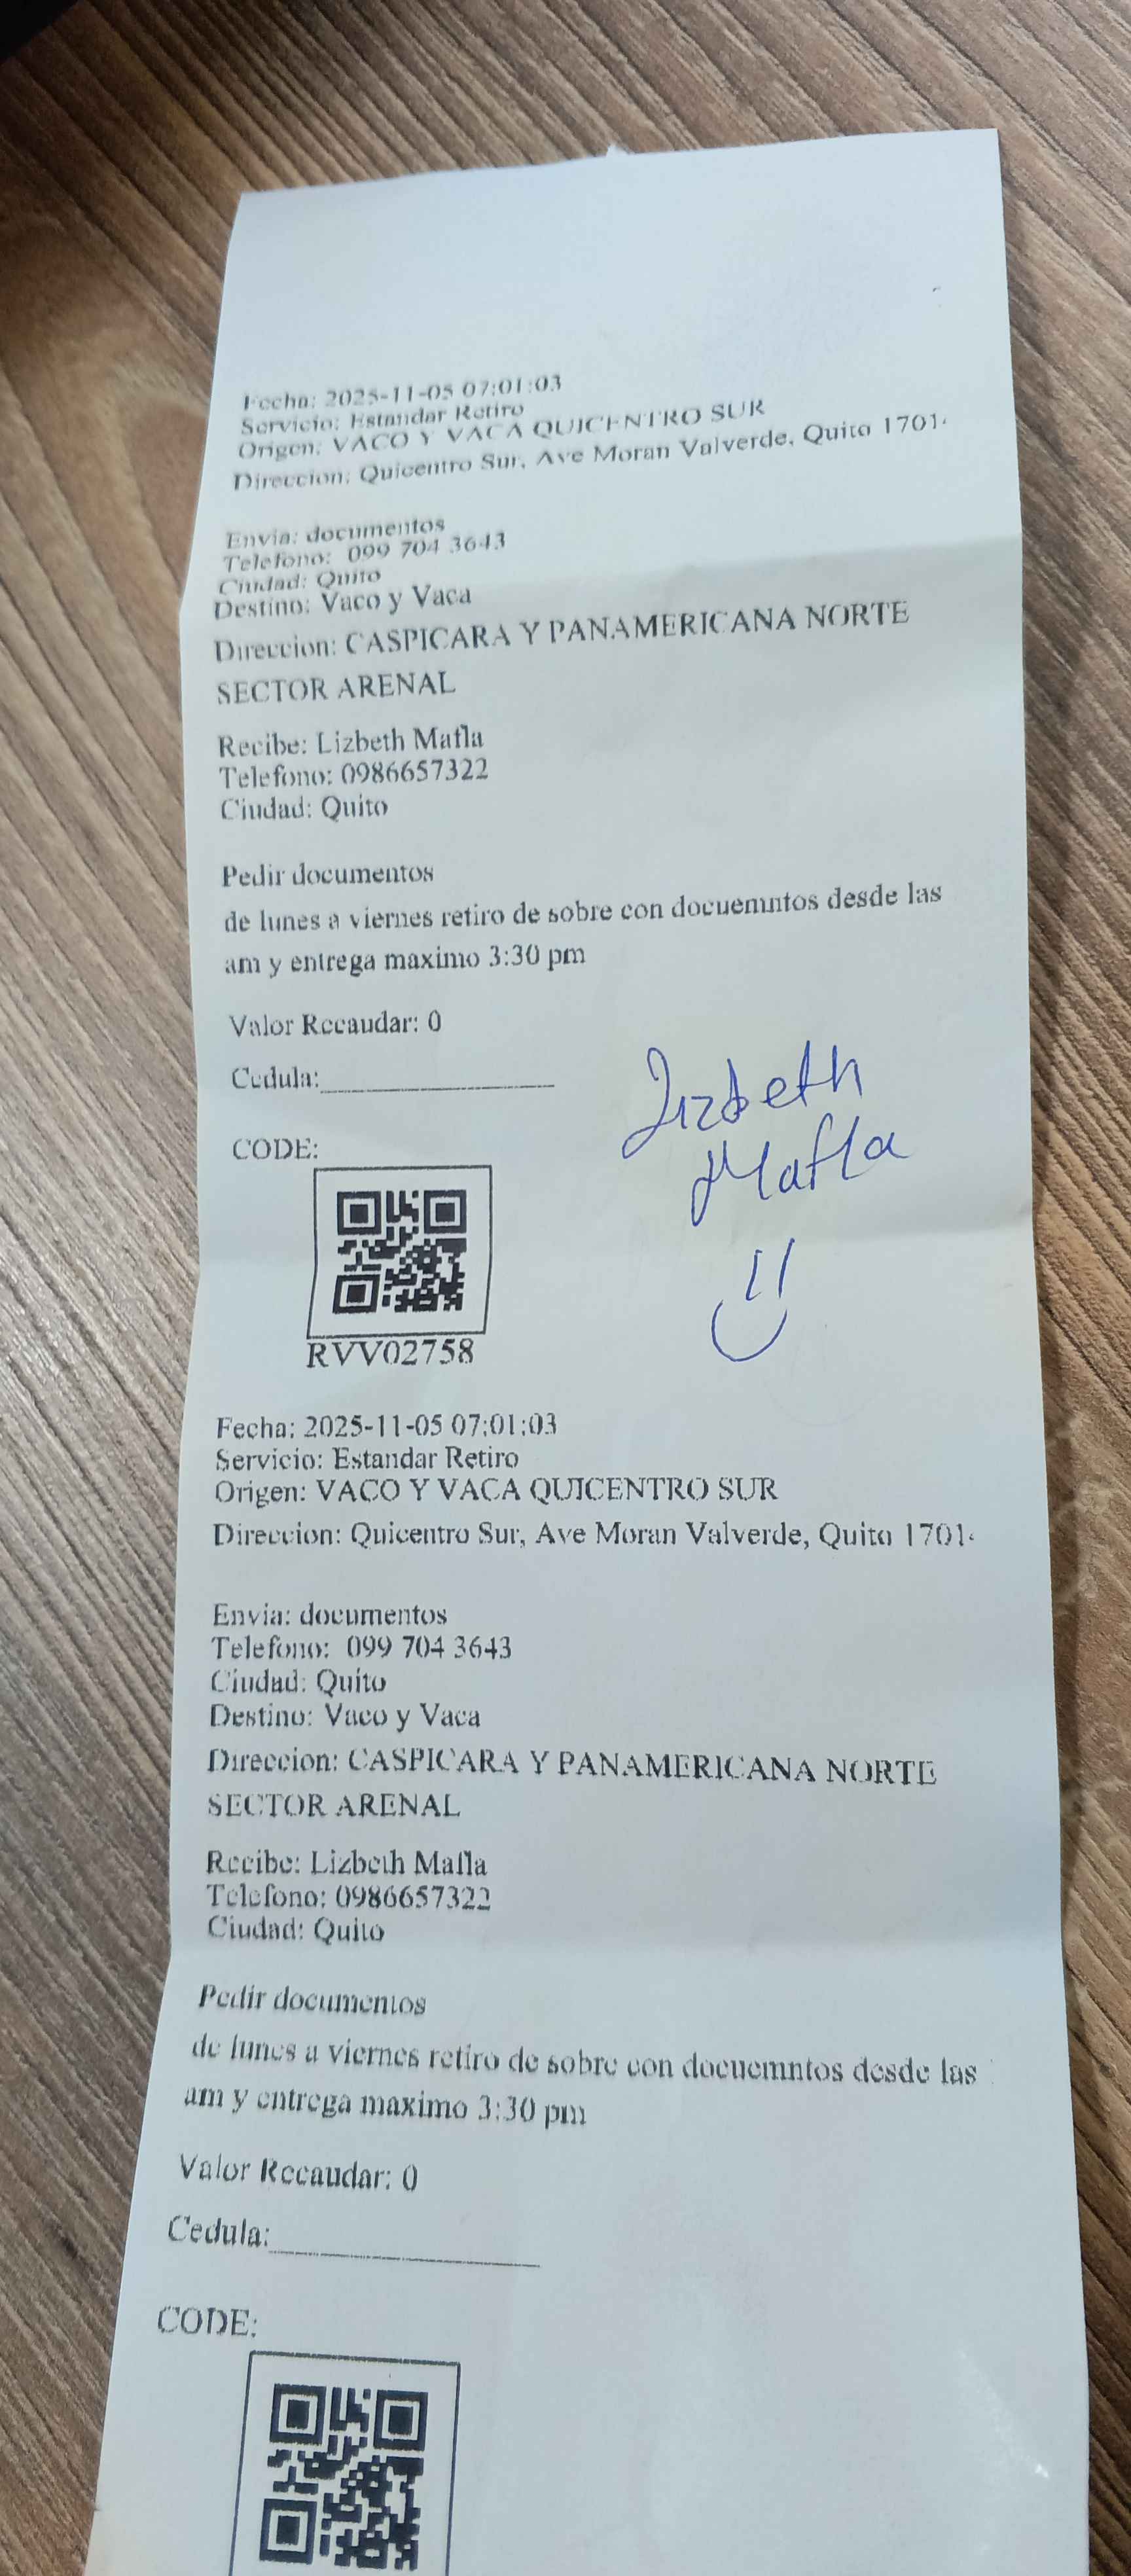 Fecha: 2025-11-05 07:01:03
Servicio: Estandar Retiro
Origen: VACO Y VACA QUICENTRO SUR
Direccion: Quicentro Sur, Ave Moran Valverde, Quito 1701
Envia: documentos
Telefono: 099 704 3643
Ciudad: Quito
Destino: Vaco y Vaca
Direccion: CASPICARA Y PANAMERICANA NORTE
SECTOR ARENAL
Recibe: Lizbeth Mafla
Telefono: 0986657322
Ciudad: Quito
Pedir documentos
de lunes a viernes retiro de sobre con docuemntos desde las
am y entrega maximo 3:30 pm
Valor Recaudar: 0
Cedula:
Lizbeth
Mafla
CODE:
RVV02758
Fecha: 2025-11-05 07:01:03
Servicio: Estandar Retiro
Origen: VACO Y VACA QUICENTRO SUR
Direccion: Quicentro Sur, Ave Moran Valverde, Quito 1701
Envia: documentos
Telefono: 099 704 3643
Ciudad: Quito
Destino: Vaco y Vaca
Direccion: CASPICARA Y PANAMERICANA NORTE
SECTOR ARENAL
Recibe: Lizbeth Mafla
Telefono: 0986657322
Ciudad: Quito
Pedir documentos
de lunes a viernes retiro de sobre con docuemntos desde las
am y entrega maximo 3:30 pm
Valor Recaudar: 0
Cedula:
CODE: